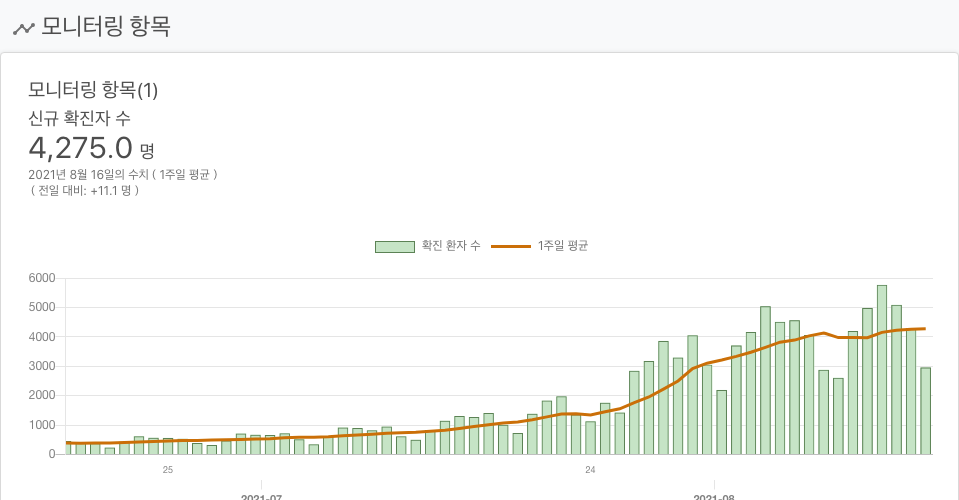 모니터링 항목
모니터링 항목(1)
신규 확진자 수
4,275.0 명
2021년 8월 16일의 수치 ( 1주일 평균 )
( 전일 대비: +11.1 명 )
확진 환자 수 1주일 평균
6000
5000
4000
3000
2000
1000
0
25 24
2021-07 2021-08